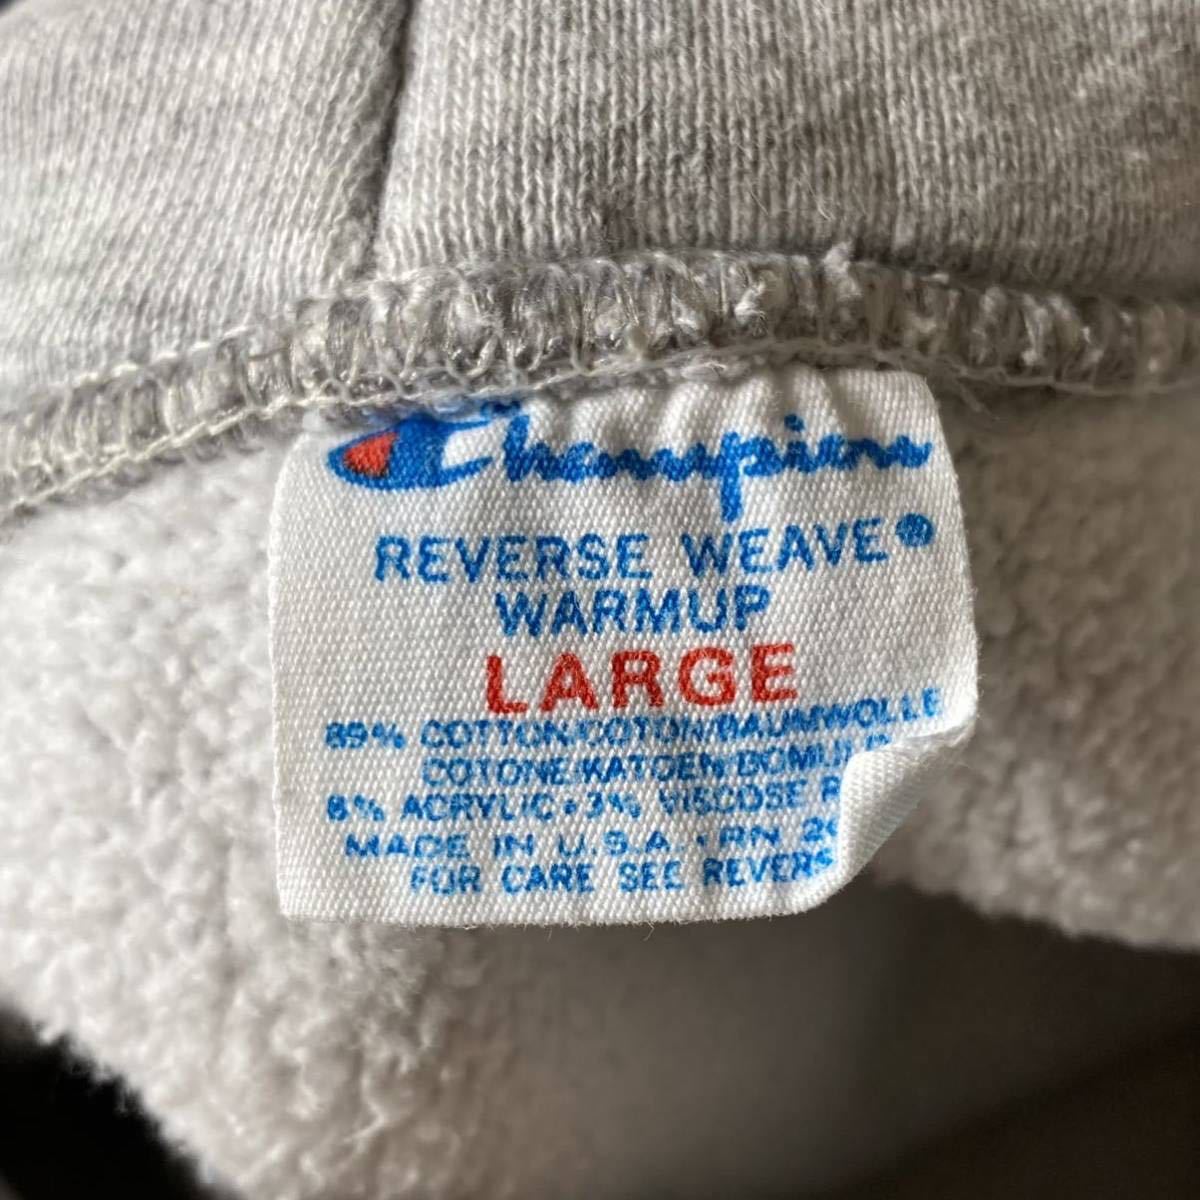 Champion
REVERSE WEAVE
WARMUP
LARGE
89% COTTON/COTON/BAUMWOLLE
COTONE/KATOEN/BOMULD
8% ACRYLIC • 3% VISCOSE
MADE IN U.S.A. • RN
FOR CARE SEE